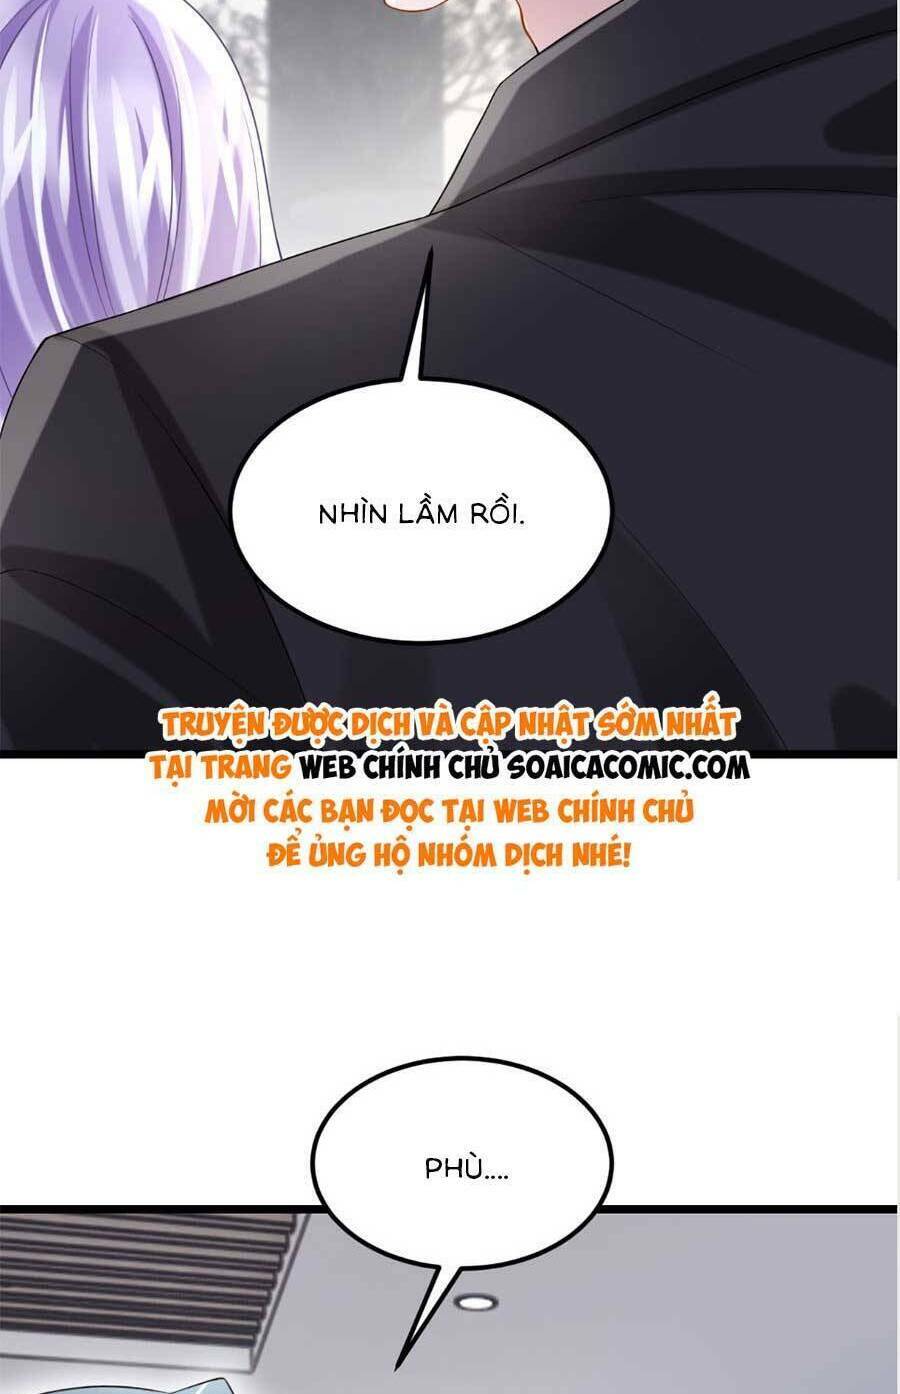 NHÌN LẦM RỒI.
TRUYỆN ĐƯỢC DỊCH VÀ CẬP NHẬT SỚM NHẤT
TẠI TRANG WEB CHÍNH CHỦ SOAICACOMIC.COM
MỜI CÁC BẠN ĐỌC TẠI WEB CHÍNH CHỦ
ĐỂ ỦNG HỘ NHÓM DỊCH NHÉ!
PHÙ....